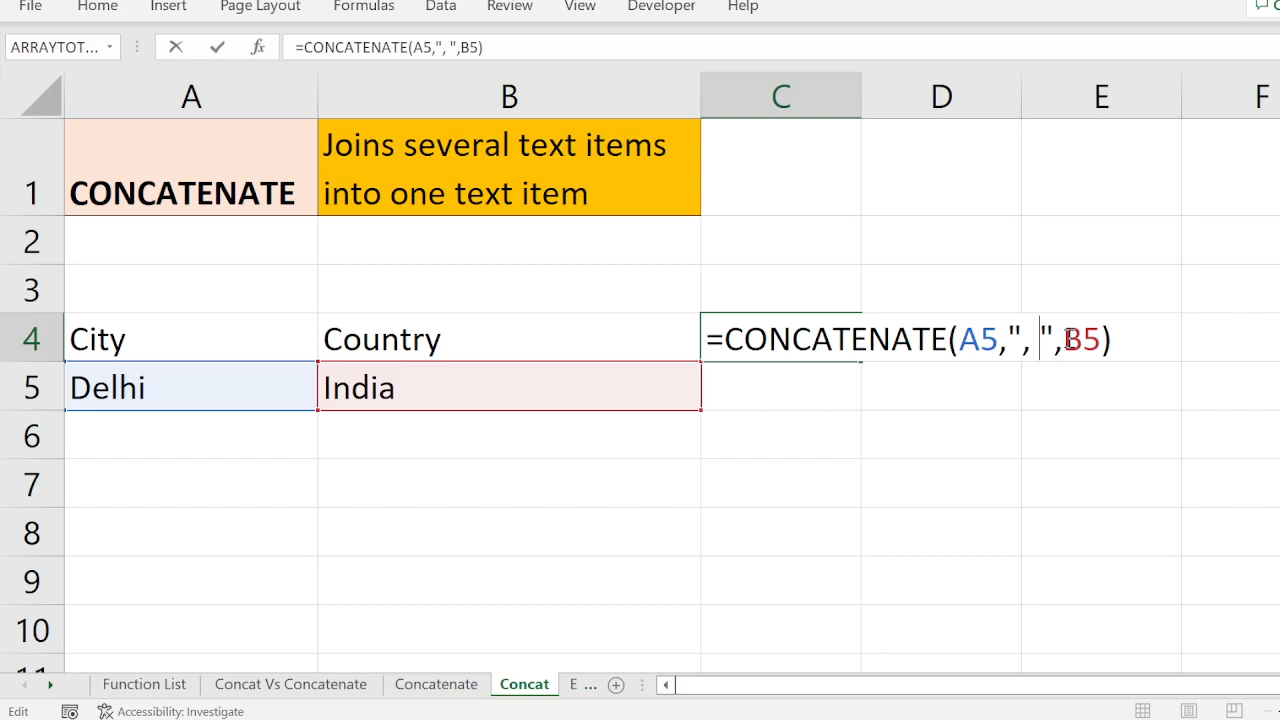 File Home Insert Page Layout Formulas Data Review View Developer Help
ARRAYTOT... fx =CONCATENATE(A5,", ",B5)
A B C D E F
Joins several text items
1 CONCATENATE into one text item
2
3
4 City Country =CONCATENATE(A5,", ",B5)
5 Delhi India
6
7
8
9
10
11
Function List Concat Vs Concatenate Concatenate Concat E ...
Edit Accessibility: Investigate